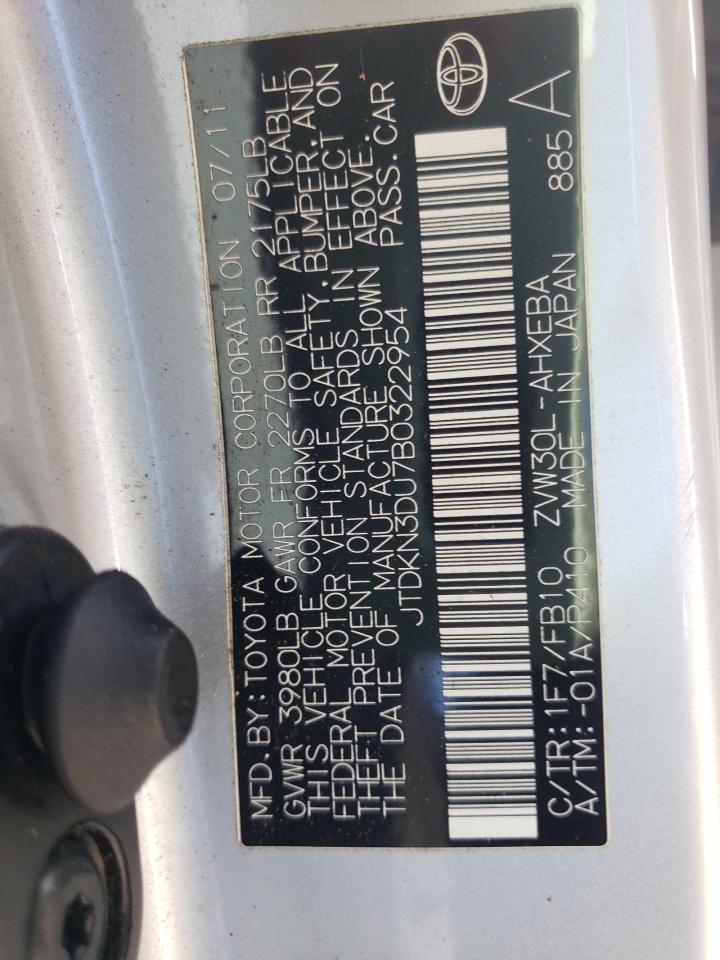 MFD. BY: TOYOTA MOTOR CORPORATION 07/11
GVWR 3980LB GAWR FR 2270LB RR 2175LB
THIS VEHICLE CONFORMS TO ALL APPLICABLE
FEDERAL MOTOR VEHICLE SAFETY, BUMPER, AND
THEFT PREVENTION STANDARDS IN EFFECT ON
THE DATE OF MANUFACTURE SHOWN ABOVE.
JTDKN3DU7B0322954 PASS. CAR
C/TR: 1F7/FB10 ZVW30L-AHXEBA 885
A/TM: -01A/P410 MADE IN JAPAN A